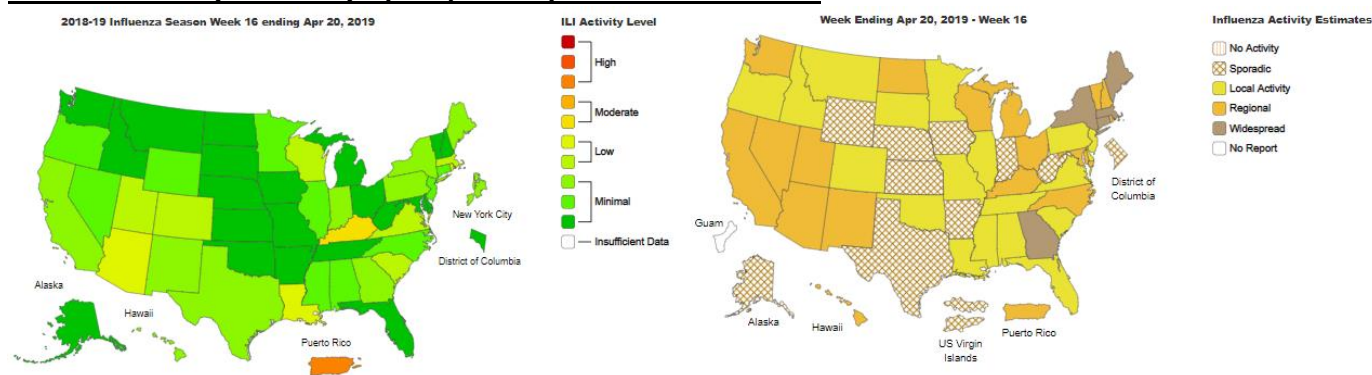 2018-19 Influenza Season Week 16 ending Apr 20, 2019
ILI Activity Level
High
Moderate
Low
Minimal
Insufficient Data
New York City
District of Columbia
Alaska
Hawaii
Puerto Rico
Week Ending Apr 20, 2019 - Week 16
Influenza Activity Estimates
No Activity
Sporadic
Local Activity
Regional
Widespread
No Report
District of
Columbia
Guam
Alaska
Hawaii
US Virgin
Islands
Puerto Rico